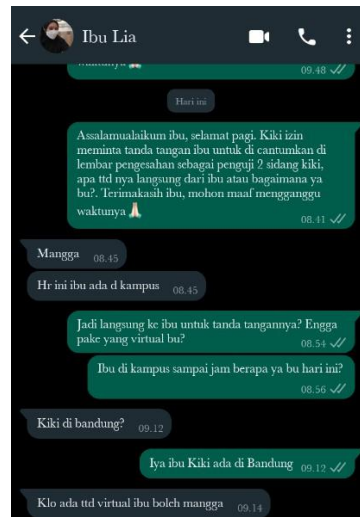 Ibu Lia
waktunya 🙏🏻
09.48
Hari ini
Assalamualaikum ibu, selamat pagi. Kiki izin
meminta tanda tangan ibu untuk di cantumkan di
lembar pengesahan sebagai penguji 2 sidang kiki,
apa ttd nya langsung dari ibu atau bagaimana ya
bu?. Terimakasih ibu, mohon maaf mengganggu
waktunya 🙏🏻
08.41
Mangga 08.45
Hr ini ibu ada d kampus 08.45
Jadi langsung ke ibu untuk tanda tangannya? Engga
pake yang virtual bu? 08.54
Ibu di kampus sampai jam berapa ya bu hari ini?
08.56
Kiki di bandung? 09.12
Iya ibu Kiki ada di Bandung 09.12
Klo ada ttd virtual ibu boleh mangga 09.14